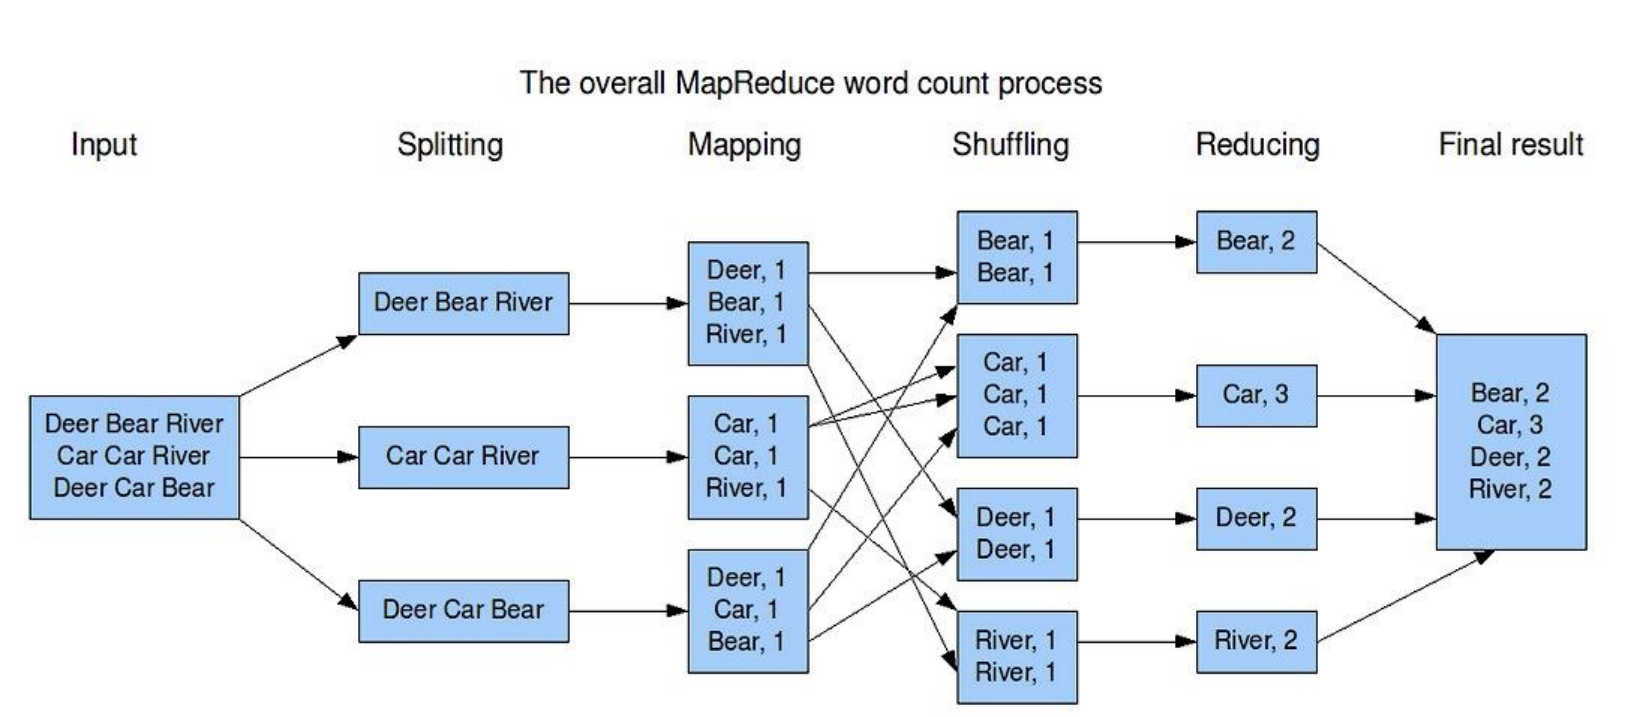 The overall MapReduce word count process
Input
Splitting
Mapping
Shuffling
Reducing
Final result
Deer Bear River
Car Car River
Deer Car Bear
Deer Bear River
Car Car River
Deer Car Bear
Deer, 1
Bear, 1
River, 1
Car, 1
Car, 1
River, 1
Deer, 1
Car, 1
Bear, 1
Bear, 1
Bear, 1
Car, 1
Car, 1
Car, 1
Deer, 1
Deer, 1
River, 1
River, 1
Bear, 2
Car, 3
Deer, 2
River, 2
Bear, 2
Car, 3
Deer, 2
River, 2